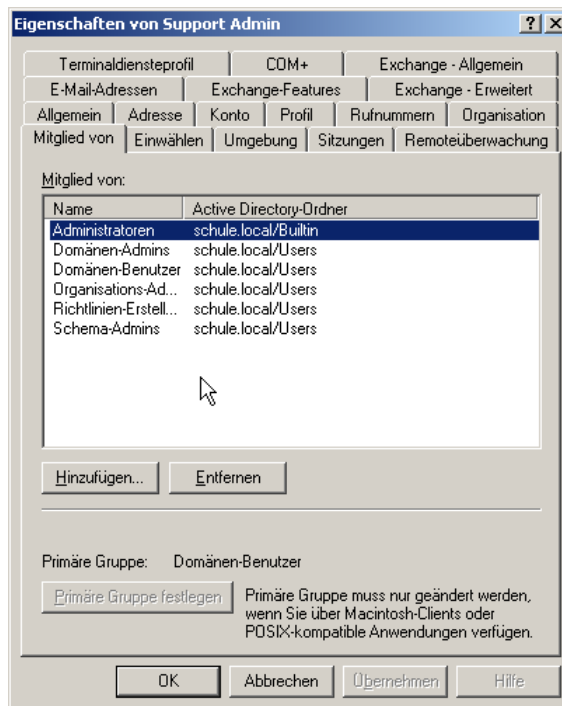 Eigenschaften von Support Admin
Terminaldiensteprofil COM+ Exchange - Allgemein
E-Mail-Adressen Exchange-Features Exchange - Erweitert
Allgemein Adresse Konto Profil Rufnummern Organisation
Mitglied von Einwählen Umgebung Sitzungen Remoteüberwachung
Mitglied von:
Name Active Directory-Ordner
Administratoren schule.local/Builtin
Domänen-Admins schule.local/Users
Domänen-Benutzer schule.local/Users
Organisations-Ad... schule.local/Users
Richtlinien-Erstell... schule.local/Users
Schema-Admins schule.local/Users
Hinzufügen... Entfernen
Primäre Gruppe: Domänen-Benutzer
Primäre Gruppe festlegen
Primäre Gruppe muss nur geändert werden,
wenn Sie über Macintosh-Clients oder
POSIX-kompatible Anwendungen verfügen.
OK Abbrechen Übernehmen Hilfe